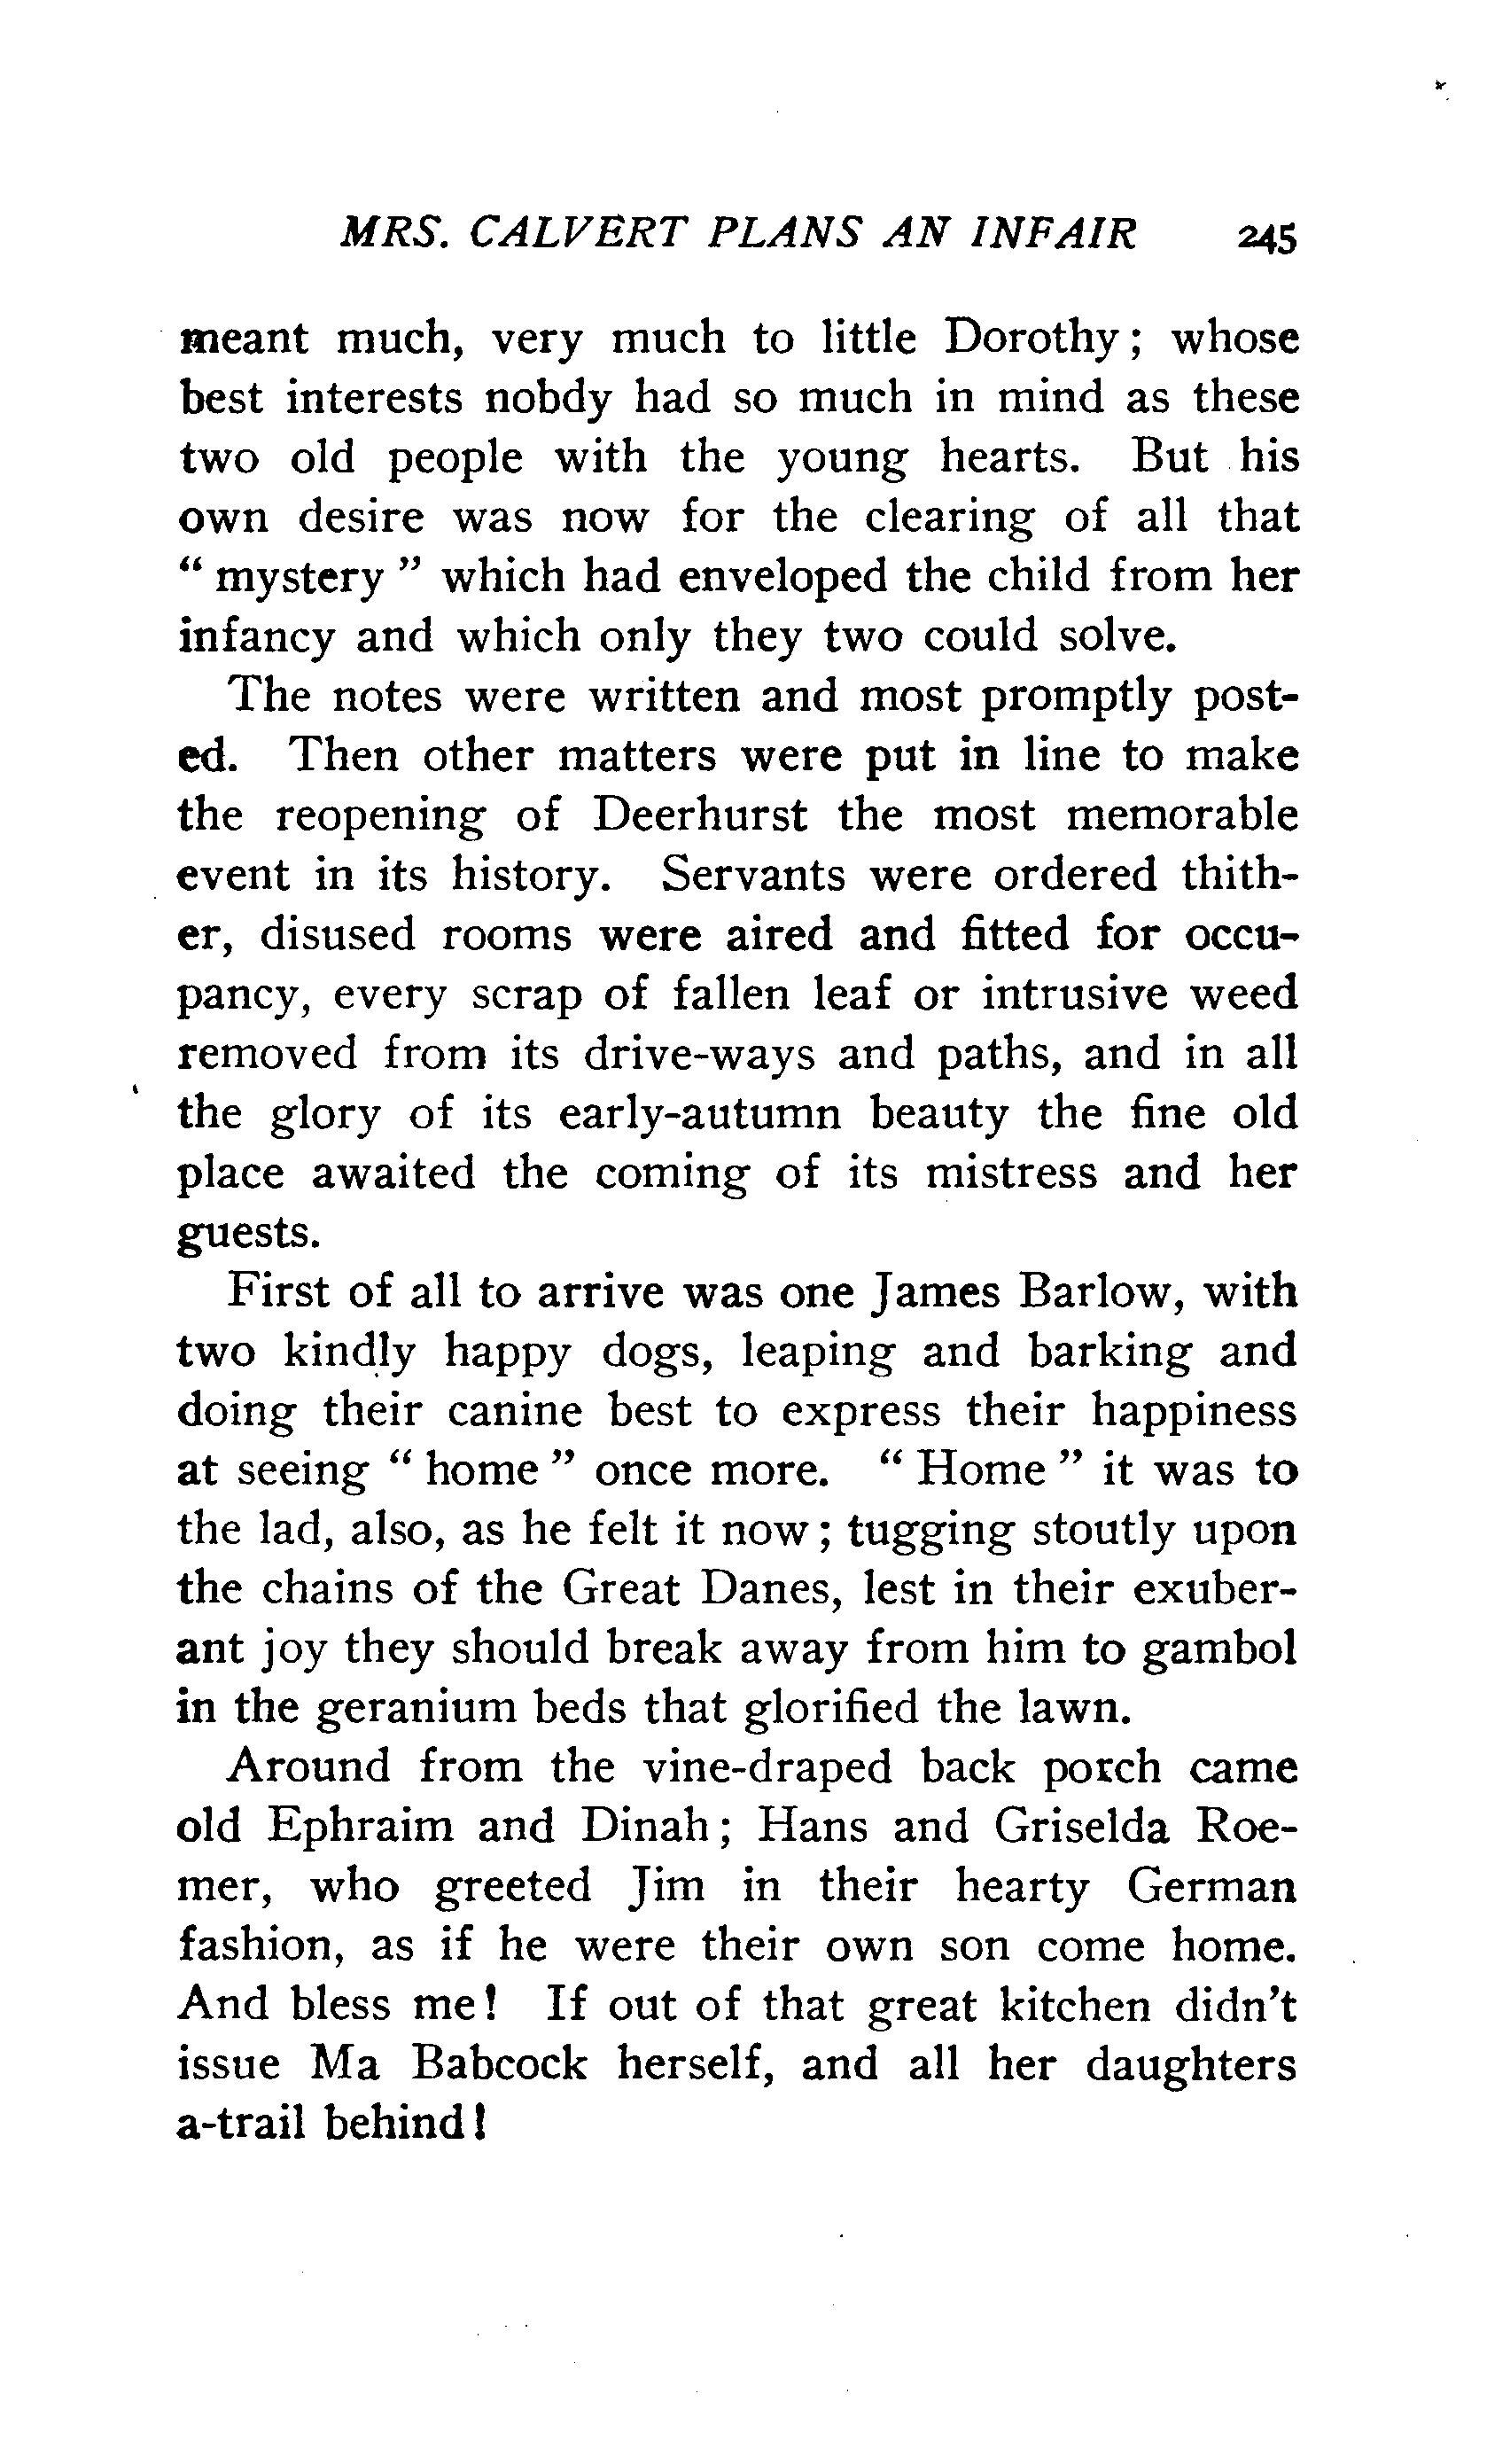 MRS. CALVERT PLANS AN INFAIR 245
meant much, very much to little Dorothy; whose
best interests nobdy had so much in mind as these
two old people with the young hearts. But his
own desire was now for the clearing of all that
" mystery " which had enveloped the child from her
infancy and which only they two could solve.
The notes were written and most promptly post-
ed. Then other matters were put in line to make
the reopening of Deerhurst the most memorable
event in its history. Servants were ordered thith-
er, disused rooms were aired and fitted for occu-
pancy, every scrap of fallen leaf or intrusive weed
removed from its drive-ways and paths, and in all
the glory of its early-autumn beauty the fine old
place awaited the coming of its mistress and her
guests.
First of all to arrive was one James Barlow, with
two kindly happy dogs, leaping and barking and
doing their canine best to express their happiness
at seeing " home " once more. " Home " it was to
the lad, also, as he felt it now; tugging stoutly upon
the chains of the Great Danes, lest in their exuber-
ant joy they should break away from him to gambol
in the geranium beds that glorified the lawn.
Around from the vine-draped back porch came
old Ephraim and Dinah; Hans and Griselda Roe-
mer, who greeted Jim in their hearty German
fashion, as if he were their own son come home.
And bless me! If out of that great kitchen didn't
issue Ma Babcock herself, and all her daughters
a-trail behind!